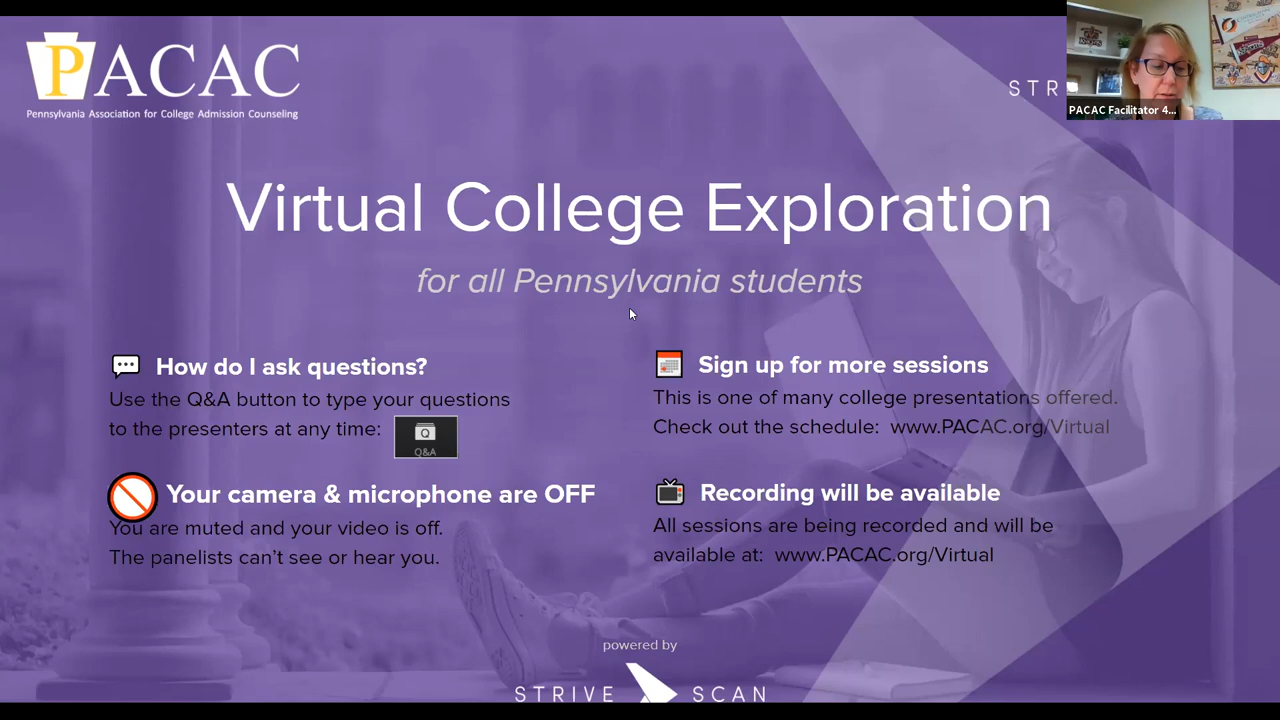 PACAC
Pennsylvania Association for College Admission Counseling
STR
PACAC Facilitator 4...
Virtual College Exploration
for all Pennsylvania students
How do I ask questions?
Use the Q&A button to type your questions
to the presenters at any time:
Q
Q&A
Your camera & microphone are OFF
You are muted and your video is off.
The panelists can't see or hear you.
Sign up for more sessions
This is one of many college presentations offered.
Check out the schedule: www.PACAC.org/Virtual
Recording will be available
All sessions are being recorded and will be
available at: www.PACAC.org/Virtual
powered by
STRIVE SCAN